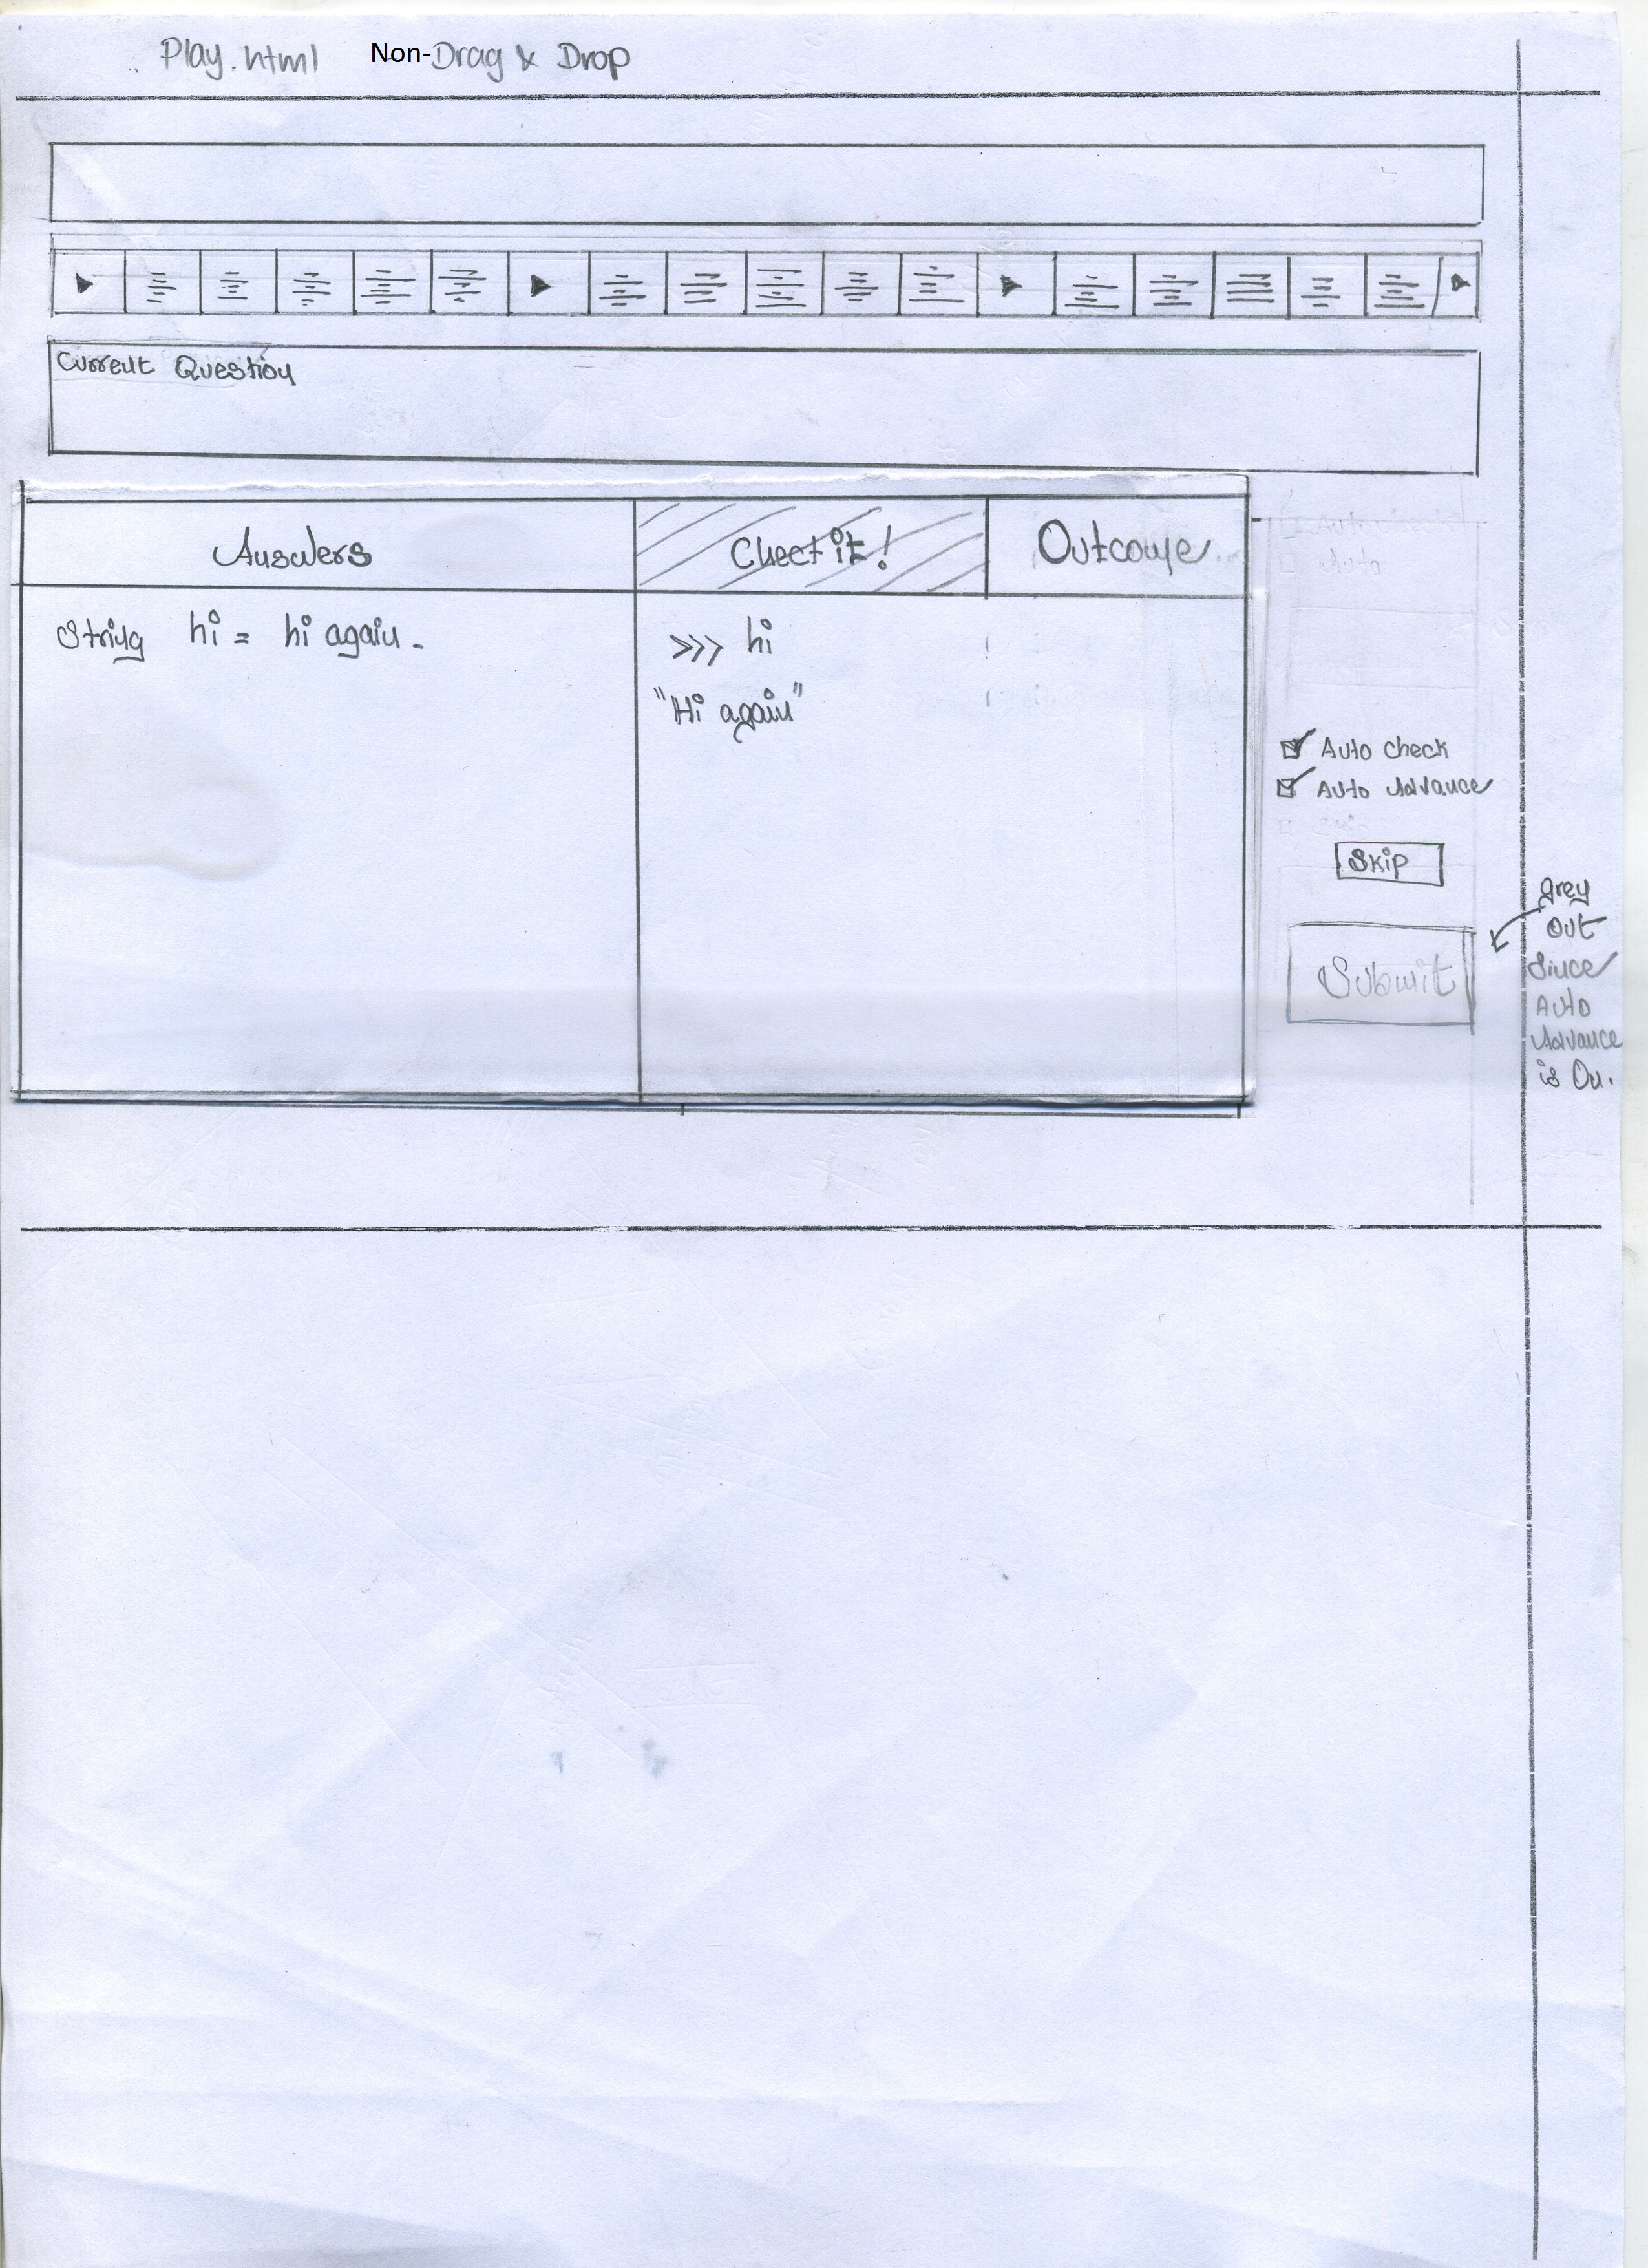 Play.html Non-Drag & Drop
Current Question
Answers
Check it!
Outcome
String hi = hi again.
>>> hi
"Hi again"
Auto check
Auto Advance
Skip
Submit
grey
out
Since
Auto
Advance
is On.